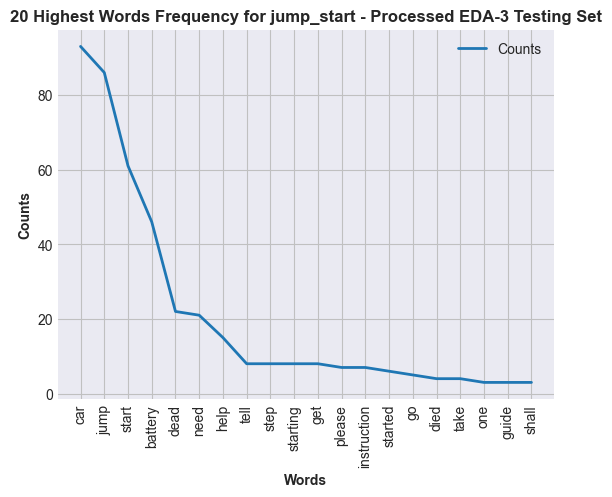 20 Highest Words Frequency for jump_start - Processed EDA-3 Testing Set
Counts
80
60
40
20
0
Counts
car
jump
start
battery
dead
need
help
tell
step
starting
get
please
instruction
started
go
died
take
one
guide
shall
Words